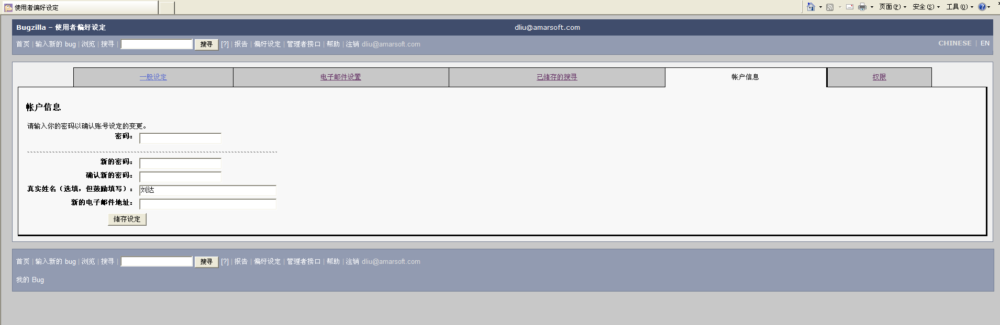 使用者偏好设定
页面(P) 安全(S) 工具(O)
Bugzilla – 使用者偏好设定 dliu@amarsoft.com
首页 | 输入新的 bug | 浏览 | 搜寻 | 搜寻 [?] | 报告 | 偏好设定 | 管理者接口 | 帮助 | 注销 dliu@amarsoft.com CHINESE | EN
一般设定 电子邮件设置 已储存的搜寻 帐户信息 权限
帐户信息
请输入你的密码以确认账号设定的变更。
密码:
新的密码:
确认新的密码:
真实姓名（选填，但鼓励填写）: 刘达
新的电子邮件地址:
储存设定
首页 | 输入新的 bug | 浏览 | 搜寻 | 搜寻 [?] | 报告 | 偏好设定 | 管理者接口 | 帮助 | 注销 dliu@amarsoft.com
我的 Bug